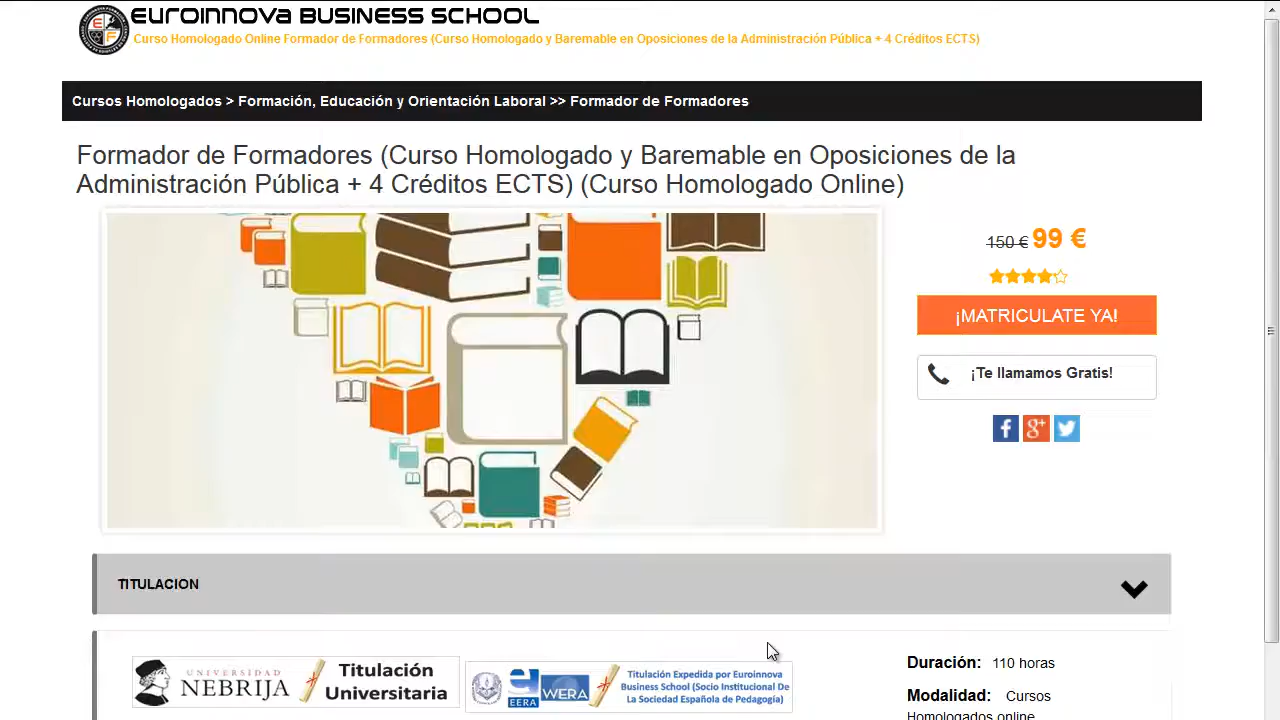 EUROINNOVA BUSINESS SCHOOL
Curso Homologado Online Formador de Formadores (Curso Homologado y Baremable en Oposiciones de la Administración Pública + 4 Créditos ECTS)
Cursos Homologados > Formación, Educación y Orientación Laboral >> Formador de Formadores
Formador de Formadores (Curso Homologado y Baremable en Oposiciones de la
Administración Pública + 4 Créditos ECTS) (Curso Homologado Online)
150 € 99 €
¡MATRICULATE YA!
¡Te llamamos Gratis!
TITULACION
UNIVERSIDAD
NEBRIJA
Titulación
Universitaria
EERA
WERA
Titulación Expedida por Euroinnova
Business School (Socio Institucional De
La Sociedad Española de Pedagogía)
Duración: 110 horas
Modalidad: Cursos
Homologados online